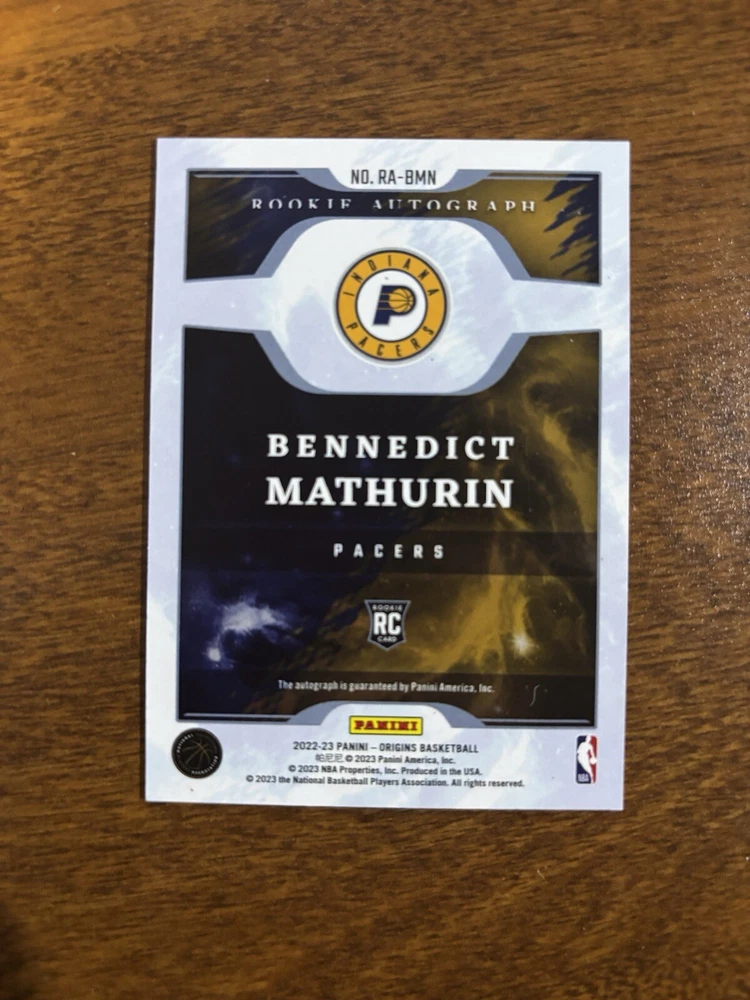 NO. RA-BMN
ROOKIE AUTOGRAPH
INDIANA
PACERS
BENNEDICT
MATHURIN
PACERS
ROOKIE
RC
CARD
The autograph is guaranteed by Panini America, Inc.
PANINI
2022-23 PANINI – ORIGINS BASKETBALL
帕尼尼 © 2023 Panini America, Inc.
© 2023 NBA Properties, Inc. Produced in the USA.
© 2023 the National Basketball Players Association. All rights reserved.
NBA